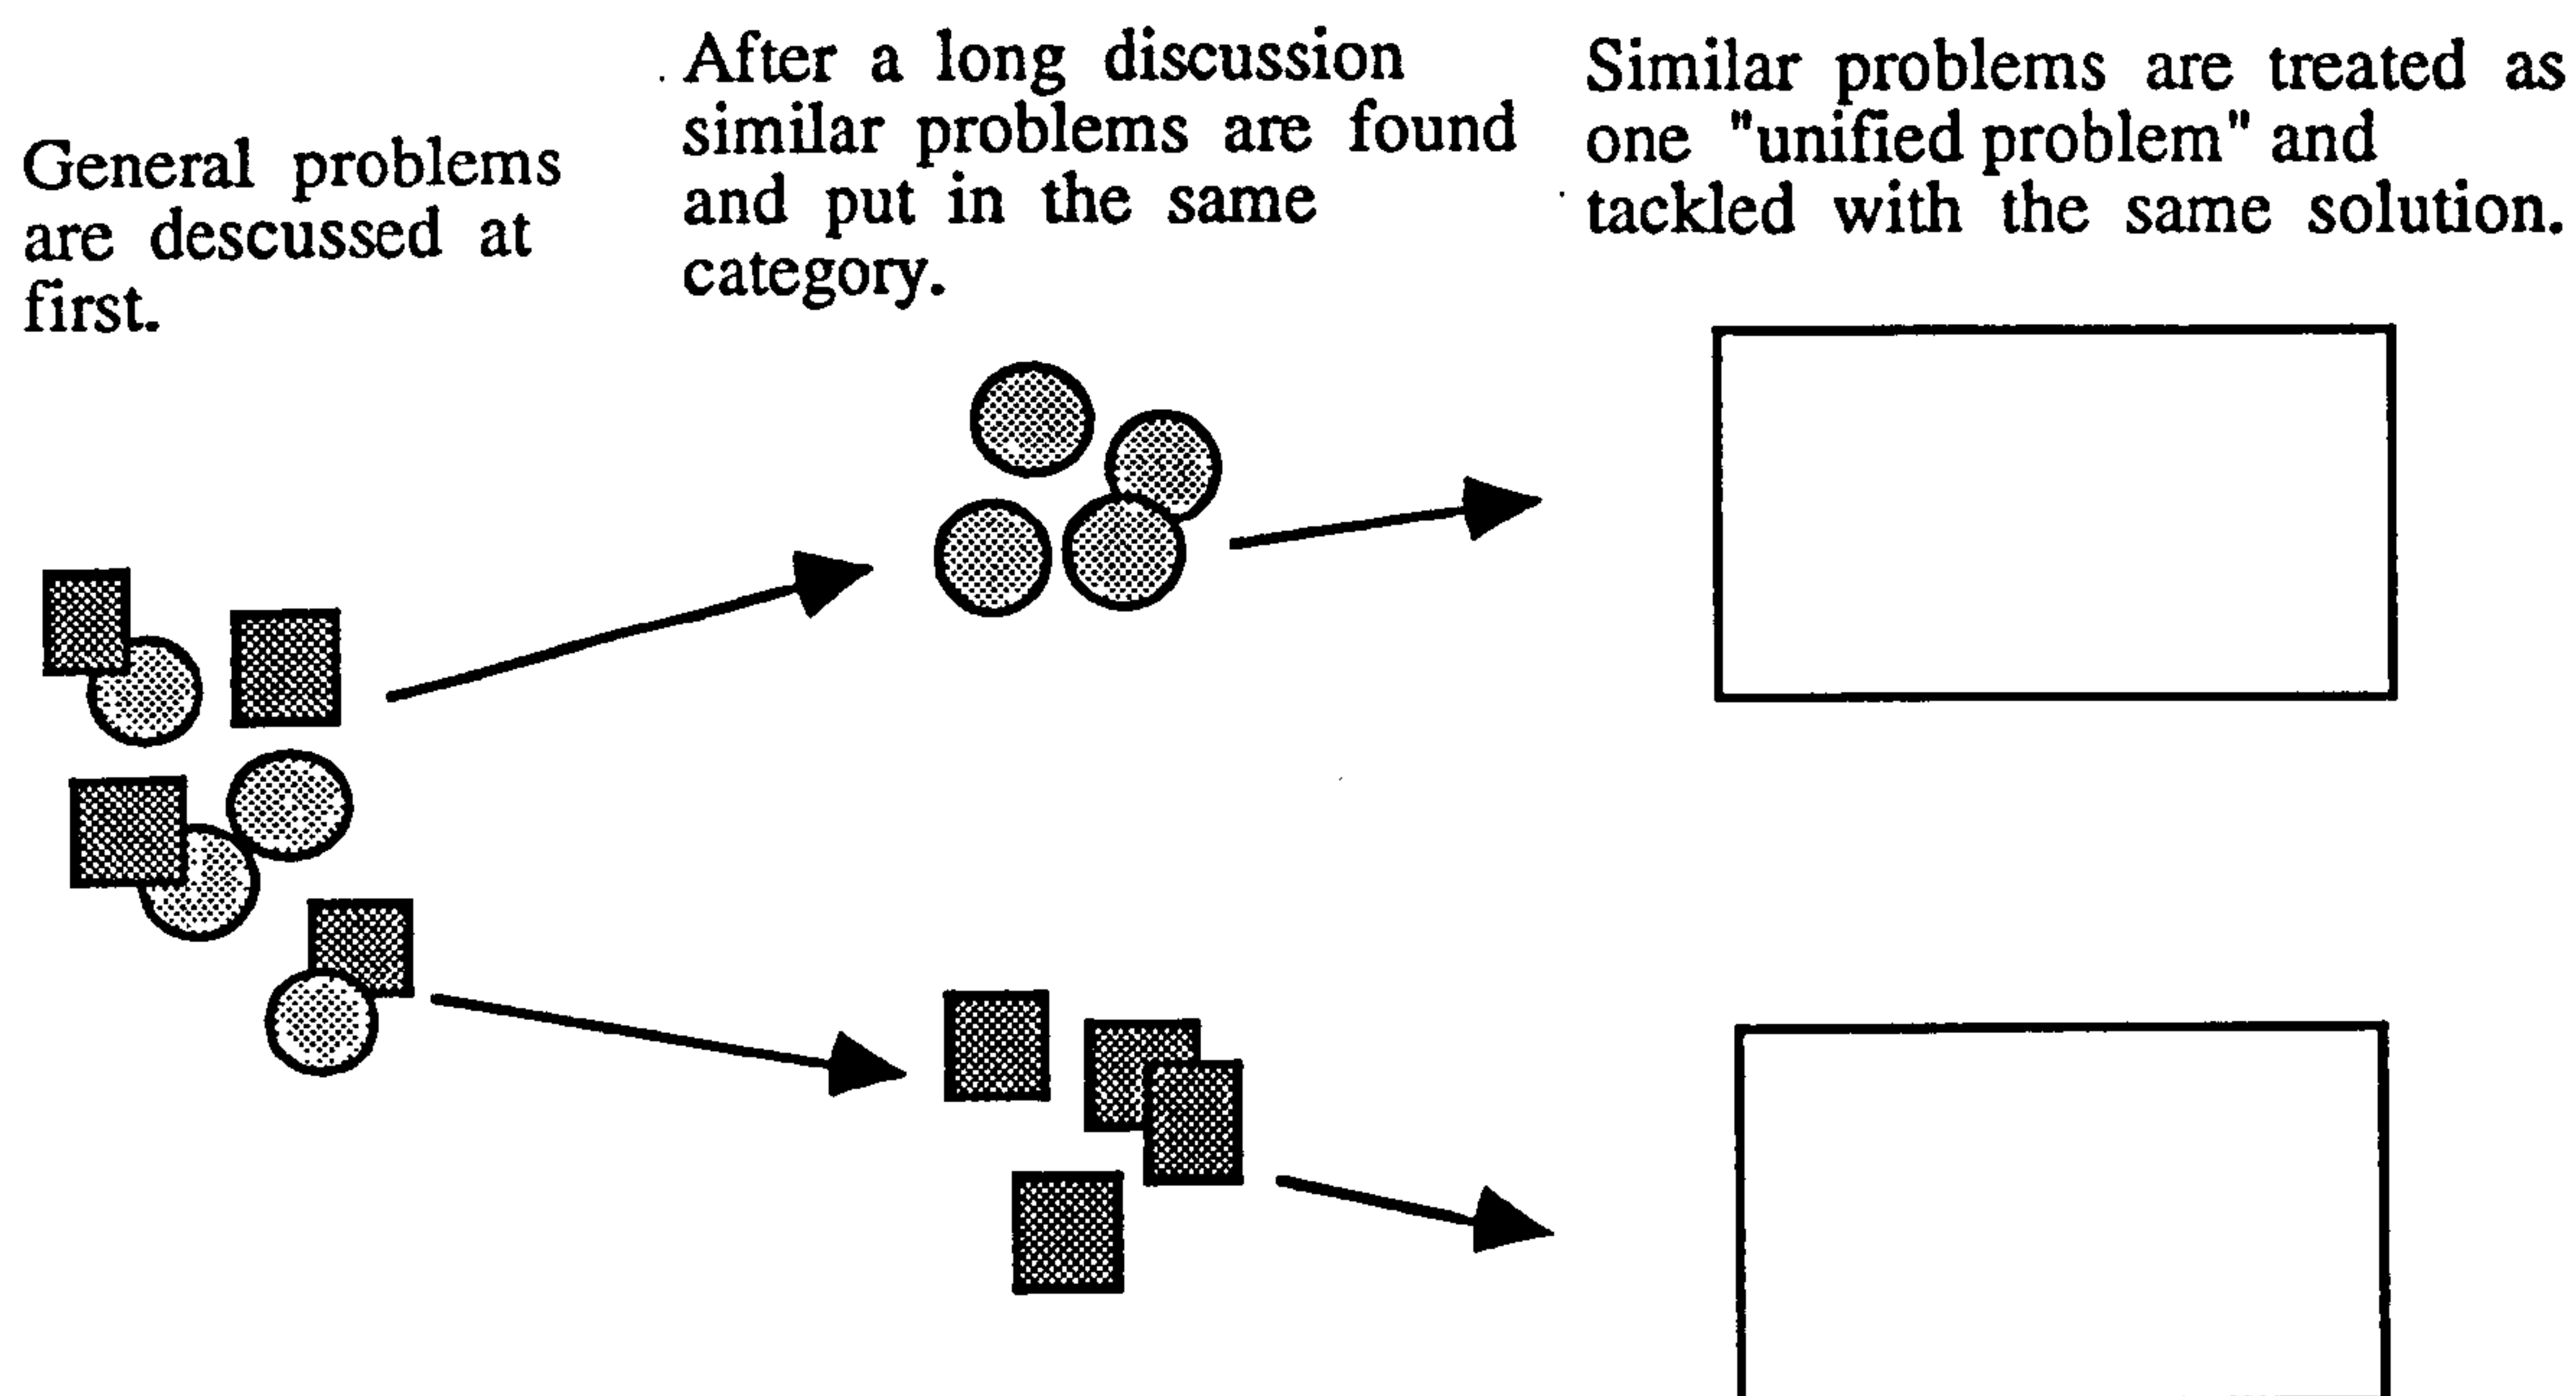 General problems
are descussed at
first.
After a long discussion
similar problems are found
and put in the same
category.
Similar problems are treated as
one "unified problem" and
tackled with the same solution.